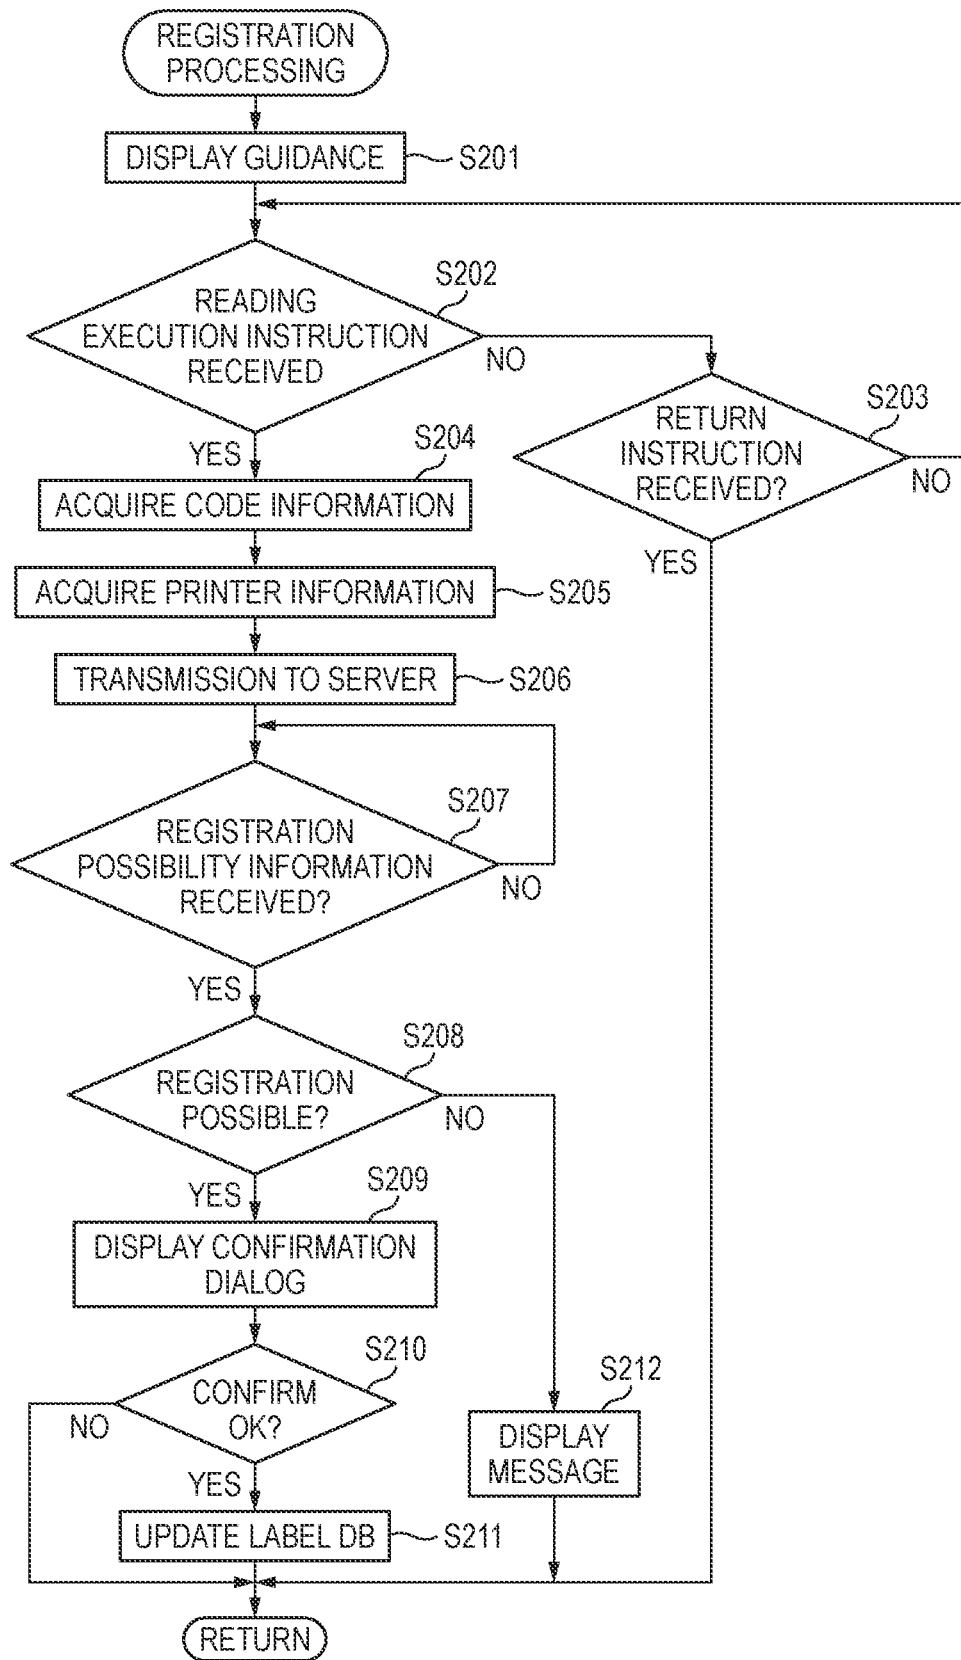 REGISTRATION
PROCESSING
DISPLAY GUIDANCE
S201
S202
READING
EXECUTION INSTRUCTION
RECEIVED
NO
S203
RETURN
INSTRUCTION
RECEIVED?
NO
YES
YES
S204
ACQUIRE CODE INFORMATION
ACQUIRE PRINTER INFORMATION
S205
TRANSMISSION TO SERVER
S206
S207
REGISTRATION
POSSIBILITY INFORMATION
RECEIVED?
NO
YES
S208
REGISTRATION
POSSIBLE?
NO
YES
S209
DISPLAY CONFIRMATION
DIALOG
S210
CONFIRM
OK?
NO
S212
DISPLAY
MESSAGE
YES
UPDATE LABEL DB
S211
RETURN